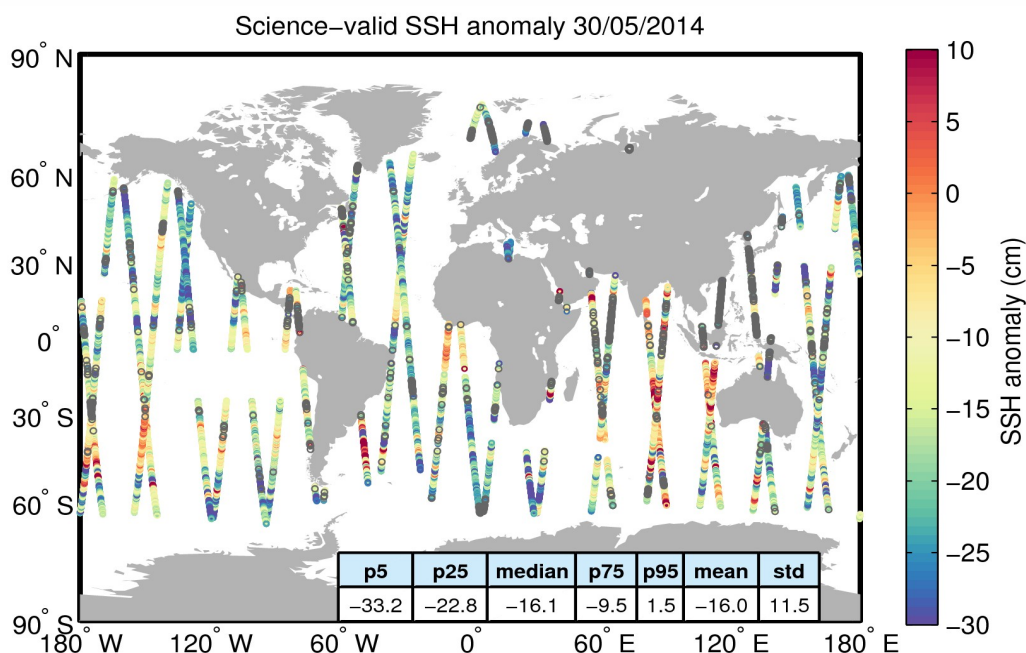 Science−valid SSH anomaly 30/05/2014
90° N
60° N
30° N
0°
30° S
60° S
90° S
180° W
120° W
60° W
0°
60° E
120° E
180° E
p5 p25 median p75 p95 mean std
−33.2 −22.8 −16.1 −9.5 1.5 −16.0 11.5
10
5
0
−5
−10
−15
−20
−25
−30
SSH anomaly (cm)